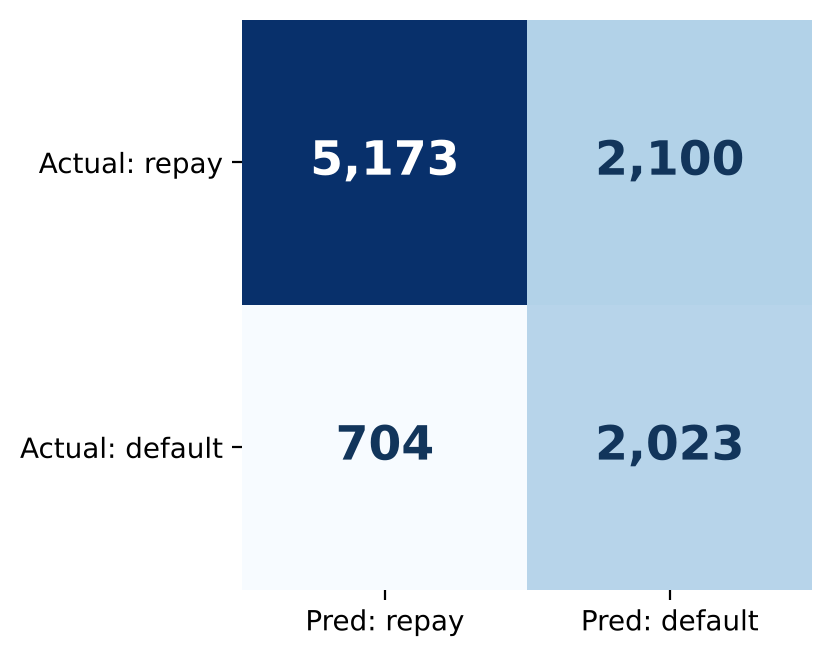 Actual: repay
5,173
2,100
Actual: default
704
2,023
Pred: repay
Pred: default